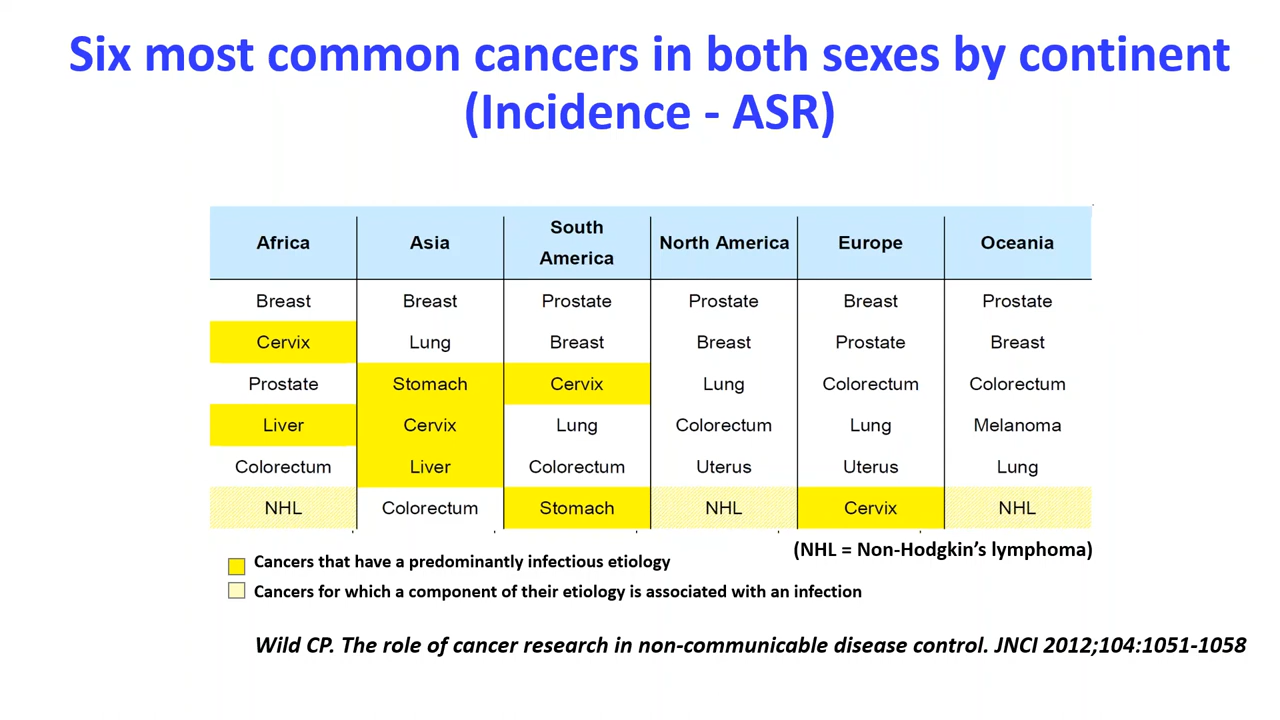 Six most common cancers in both sexes by continent
(Incidence - ASR)
Africa Asia South America North America Europe Oceania
Breast Breast Prostate Prostate Breast Prostate
Cervix Lung Breast Breast Prostate Breast
Prostate Stomach Cervix Lung Colorectum Colorectum
Liver Cervix Lung Colorectum Lung Melanoma
Colorectum Liver Colorectum Uterus Uterus Lung
NHL Colorectum Stomach NHL Cervix NHL
(NHL = Non-Hodgkin's lymphoma)
Cancers that have a predominantly infectious etiology
Cancers for which a component of their etiology is associated with an infection
Wild CP. The role of cancer research in non-communicable disease control. JNCI 2012;104:1051-1058